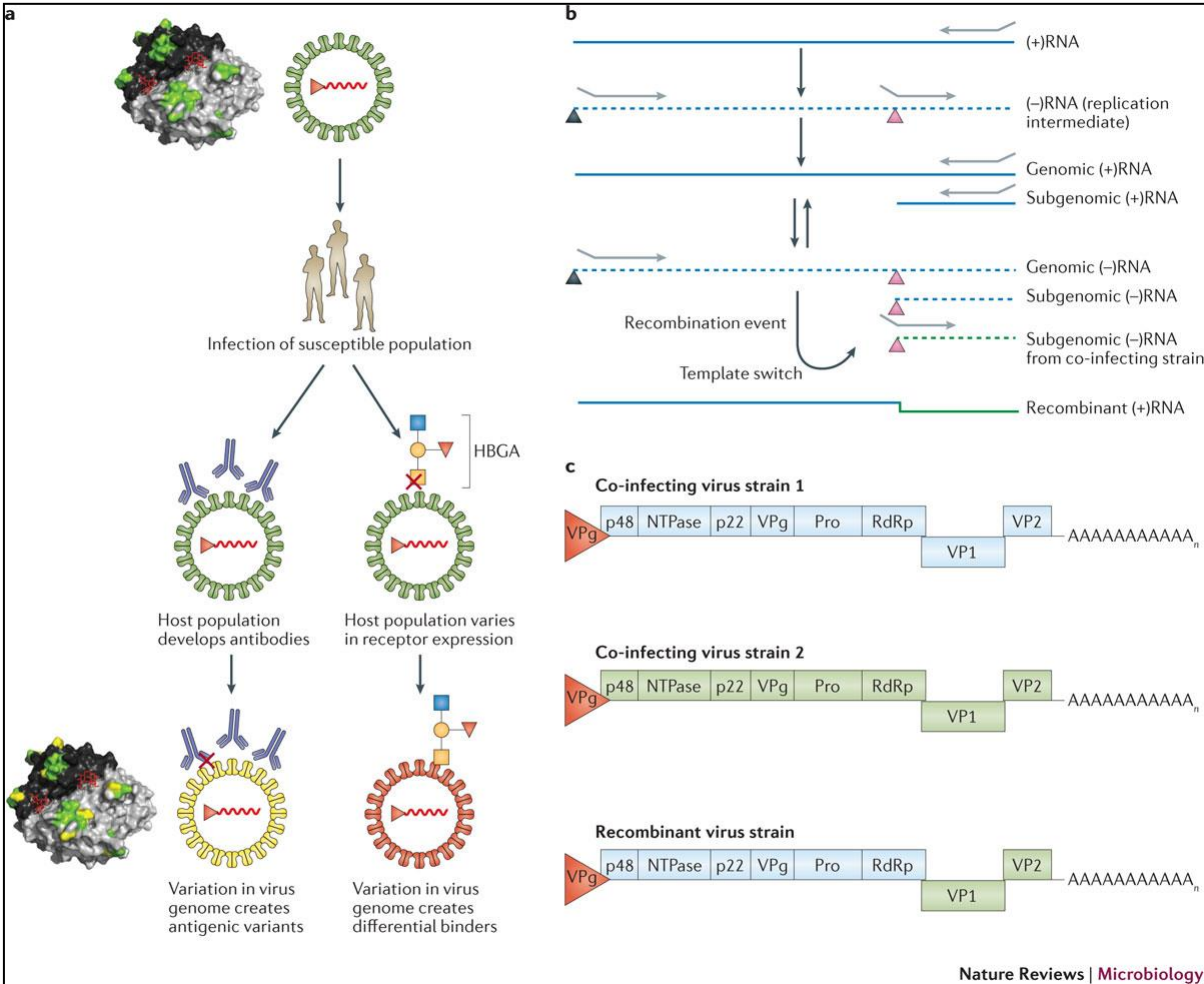 a
Infection of susceptible population
HBGA
Host population
develops antibodies
Host population varies
in receptor expression
Variation in virus
genome creates
antigenic variants
Variation in virus
genome creates
differential binders
b
(+)RNA
(–)RNA (replication
intermediate)
Genomic (+)RNA
Subgenomic (+)RNA
Genomic (–)RNA
Subgenomic (–)RNA
Subgenomic (–)RNA
from co-infecting strain
Recombination event
Template switch
Recombinant (+)RNA
c
Co-infecting virus strain 1
VPg p48 NTPase p22 VPg Pro RdRp VP2 AAAAAAAAAAAn
VP1
Co-infecting virus strain 2
VPg p48 NTPase p22 VPg Pro RdRp VP2 AAAAAAAAAAAn
VP1
Recombinant virus strain
VPg p48 NTPase p22 VPg Pro RdRp VP2 AAAAAAAAAAAn
VP1
Nature Reviews | Microbiology